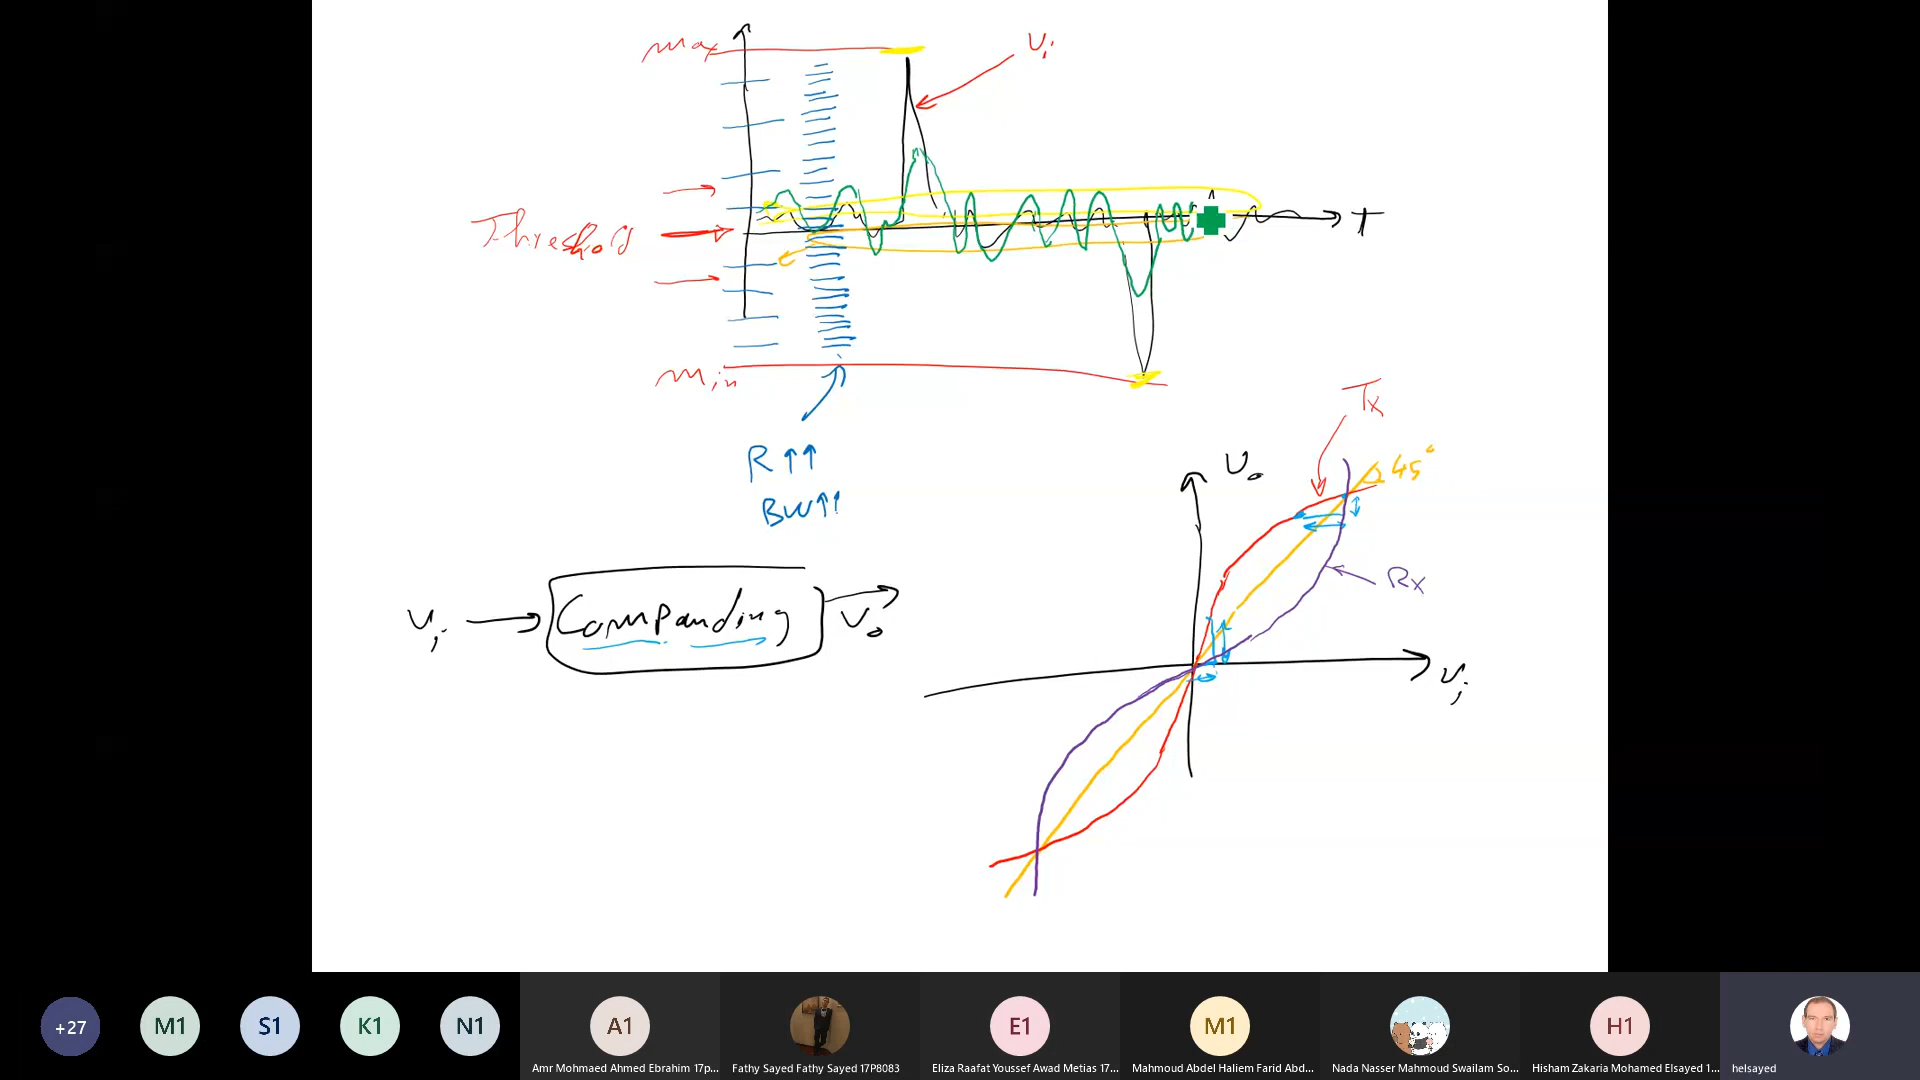 max
Vi
Threshold
T
min
R↑↑
BW↑↑
Tx
Vo
45°
Rx
Vi
Companding
Vo
Vi
+27
M1
S1
K1
N1
A1
E1
M1
H1
Amr Mohmaed Ahmed Ebrahim 17p...
Fathy Sayed Fathy Sayed 17P8083
Eliza Raafat Youssef Awad Metias 17...
Mahmoud Abdel Haliem Farid Abd...
Nada Nasser Mahmoud Swailam So...
Hisham Zakaria Mohamed Elsayed 1...
helsayed